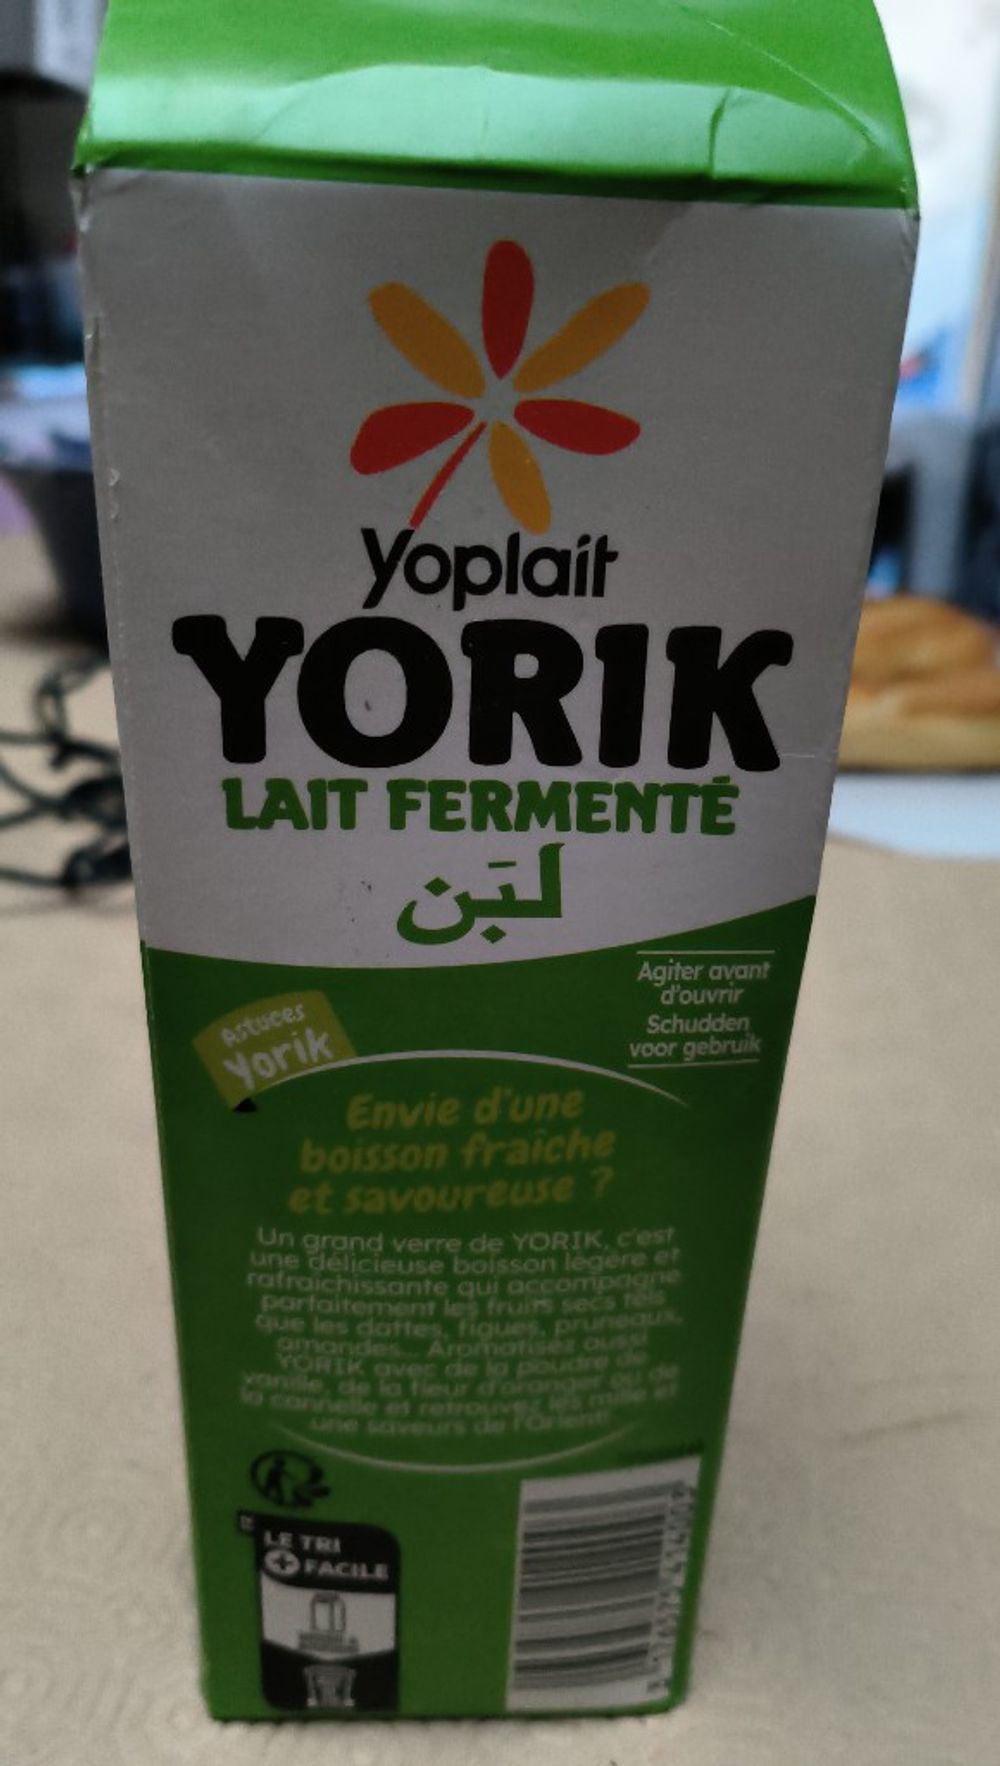 Yoplait
YORIK
LAIT FERMENTÉ
لبَن
Agiter avant
d'ouvrir
Schudden
voor gebruik
Astuces
Yorik
Envie d'une
boisson fraîche
et savoureuse ?
Un grand verre de YORIK, c'est
une délicieuse boisson légère et
rafraîchissante qui accompagne
parfaitement les fruits secs tels
que les dattes, figues, pruneaux,
amandes... Aromatisez aussi
YORIK avec de la poudre de
vanille, de la fleur d'oranger ou de
la cannelle et retrouvez les mille et
une saveurs de l'Orient!
FR
LE TRI
+ FACILE